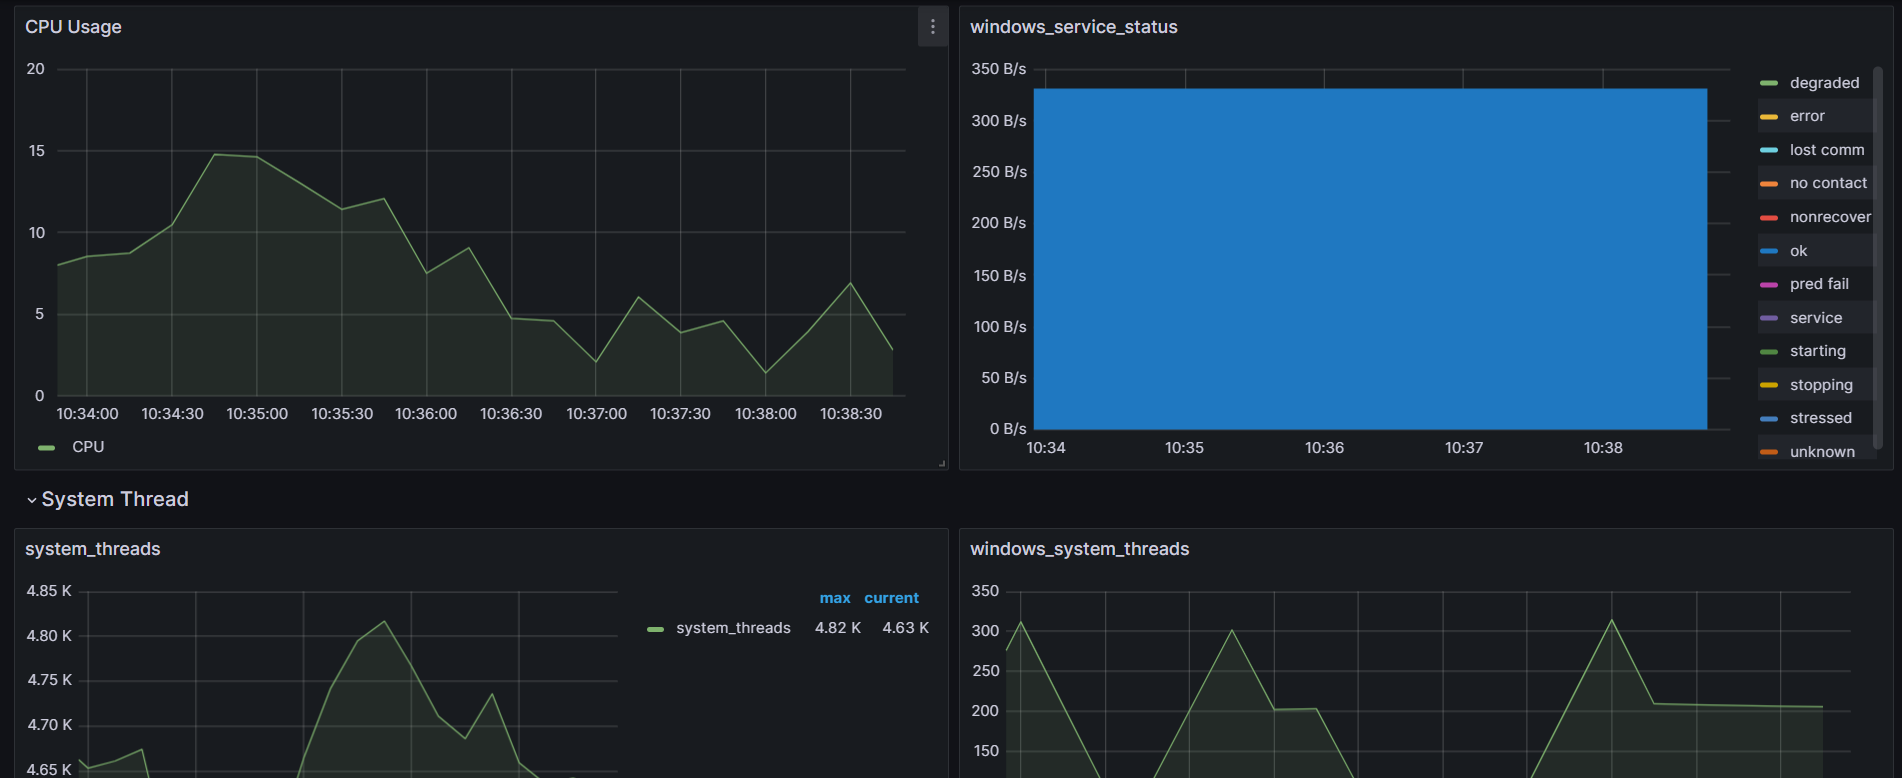 CPU Usage
20
15
10
5
0
10:34:00 10:34:30 10:35:00 10:35:30 10:36:00 10:36:30 10:37:00 10:37:30 10:38:00 10:38:30
CPU
windows_service_status
350 B/s
300 B/s
250 B/s
200 B/s
150 B/s
100 B/s
50 B/s
0 B/s
10:34 10:35 10:36 10:37 10:38
degraded
error
lost comm
no contact
nonrecover
ok
pred fail
service
starting
stopping
stressed
unknown
System Thread
system_threads
4.85 K
4.80 K
4.75 K
4.70 K
4.65 K
max current
system_threads 4.82 K 4.63 K
windows_system_threads
350
300
250
200
150